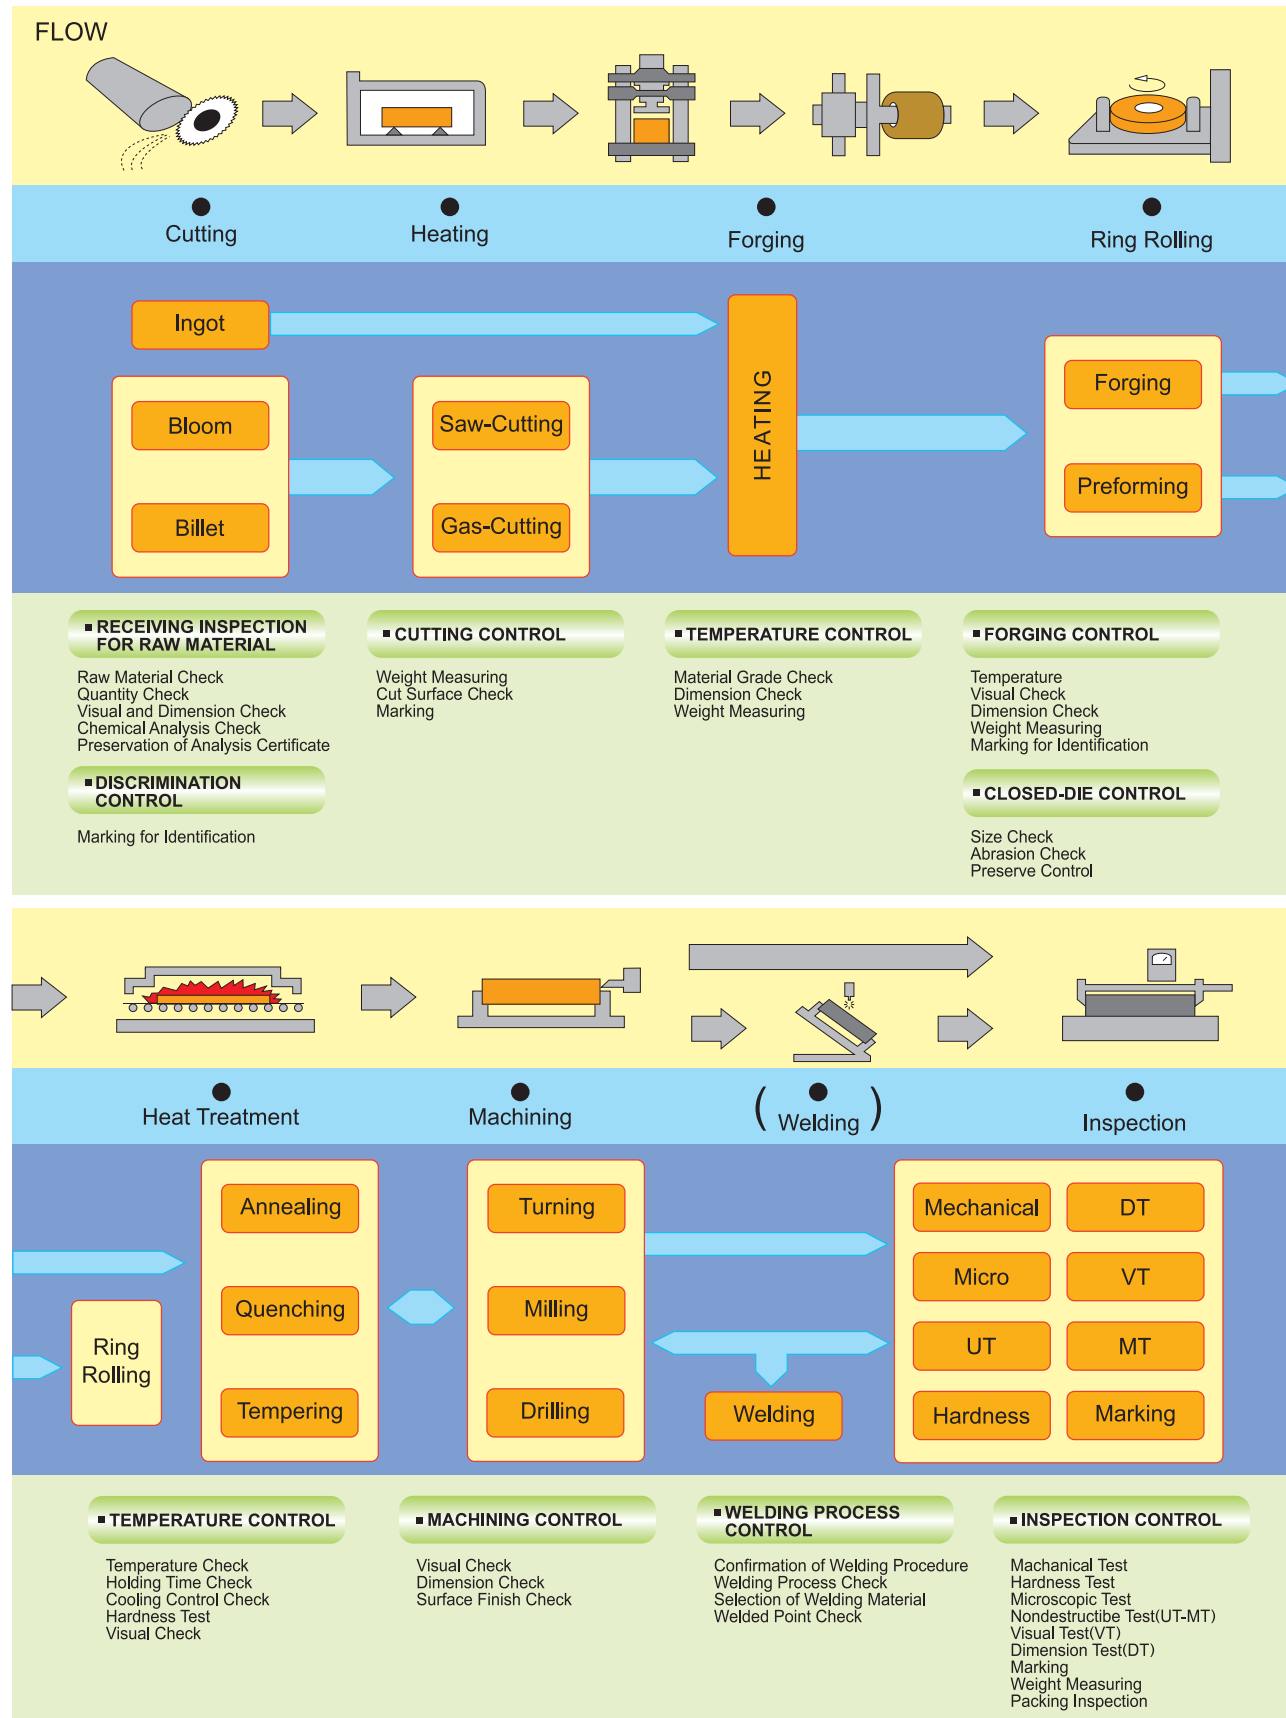 FLOW
Cutting
Heating
Forging
Ring Rolling
Ingot
Bloom
Billet
Saw-Cutting
Gas-Cutting
HEATING
Forging
Preforming
▪ RECEIVING INSPECTION
FOR RAW MATERIAL
Raw Material Check
Quantity Check
Visual and Dimension Check
Chemical Analysis Check
Preservation of Analysis Certificate
▪ DISCRIMINATION
CONTROL
Marking for Identification
▪ CUTTING CONTROL
Weight Measuring
Cut Surface Check
Marking
▪ TEMPERATURE CONTROL
Material Grade Check
Dimension Check
Weight Measuring
▪ FORGING CONTROL
Temperature
Visual Check
Dimension Check
Weight Measuring
Marking for Identification
▪ CLOSED-DIE CONTROL
Size Check
Abrasion Check
Preserve Control
Heat Treatment
Machining
( Welding )
Inspection
Ring
Rolling
Annealing
Quenching
Tempering
Turning
Milling
Drilling
Welding
Mechanical
DT
Micro
VT
UT
MT
Hardness
Marking
▪ TEMPERATURE CONTROL
Temperature Check
Holding Time Check
Cooling Control Check
Hardness Test
Visual Check
▪ MACHINING CONTROL
Visual Check
Dimension Check
Surface Finish Check
▪ WELDING PROCESS
CONTROL
Confirmation of Welding Procedure
Welding Process Check
Selection of Welding Material
Welded Point Check
▪ INSPECTION CONTROL
Machanical Test
Hardness Test
Microscopic Test
Nondestructibe Test(UT-MT)
Visual Test(VT)
Dimension Test(DT)
Marking
Weight Measuring
Packing Inspection